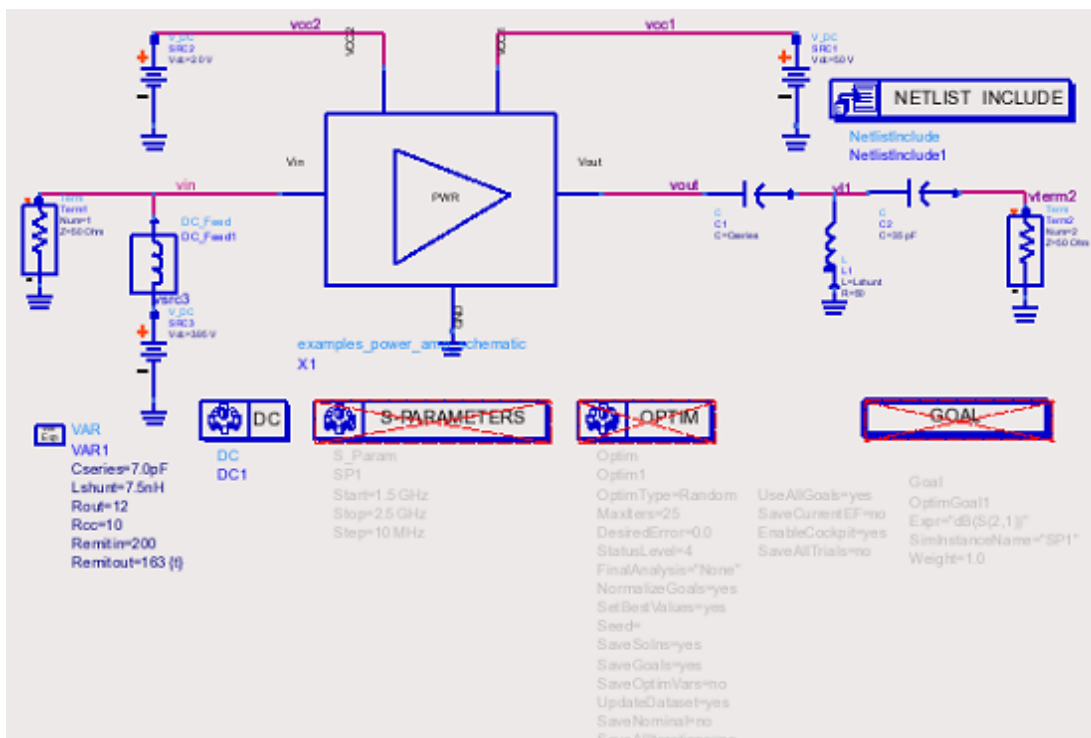 vcc2
vcc1
V_DC
SRC2
Vdc=2.0 V
VCC2
V_DC
SRC1
Vdc=5.0 V
NETLIST INCLUDE
NetlistInclude
NetlistInclude1
Vin
Vout
vin
PWR
vout
vl1
vterm2
Term
Term1
Num=1
Z=50 Ohm
DC_Feed
DC_Feed1
C
C1
C=Cseries
C
C2
C=35 pF
Term
Term2
Num=2
Z=50 Ohm
L
L1
L=Lshunt
R=50
vsrc3
V_DC
SRC3
GND
X1
VAR
VAR1
Cseries=7.0pF
Lshunt=7.5nH
Rout=12
Rcc=10
Remitin=200
Remitout=163 {t}
DC
DC
DC1
S-PARAMETERS
S_Param
SP1
Start=1.5 GHz
Stop=2.5 GHz
Step=10 MHz
OPTIM
Optim
Optim1
OptimType=Random
MaxIters=25
DesiredError=0.0
StatusLevel=4
FinalAnalysis="None"
NormalizeGoals=yes
SetBestValues=yes
Seed=
SaveSolns=yes
SaveGoals=yes
SaveOptimVars=no
UpdateDataset=yes
SaveNominal=no
UseAllGoals=yes
SaveCurrentEF=no
EnableCockpit=yes
SaveAllTrials=no
GOAL
Goal
OptimGoal1
Expr="dB(S(2,1))"
SimInstanceName="SP1"
Weight=1.0